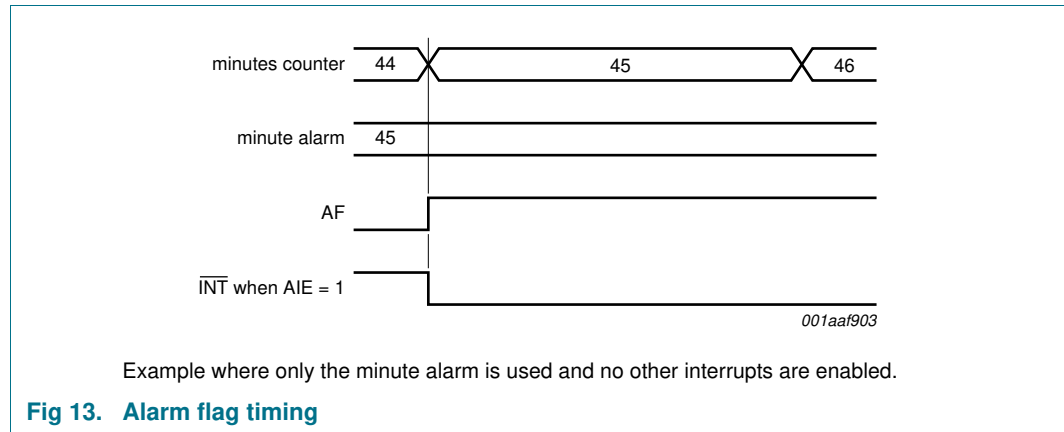 minutes counter 44 45 46
minute alarm 45
AF
INT when AIE = 1
001aaf903
Example where only the minute alarm is used and no other interrupts are enabled.
Fig 13. Alarm flag timing